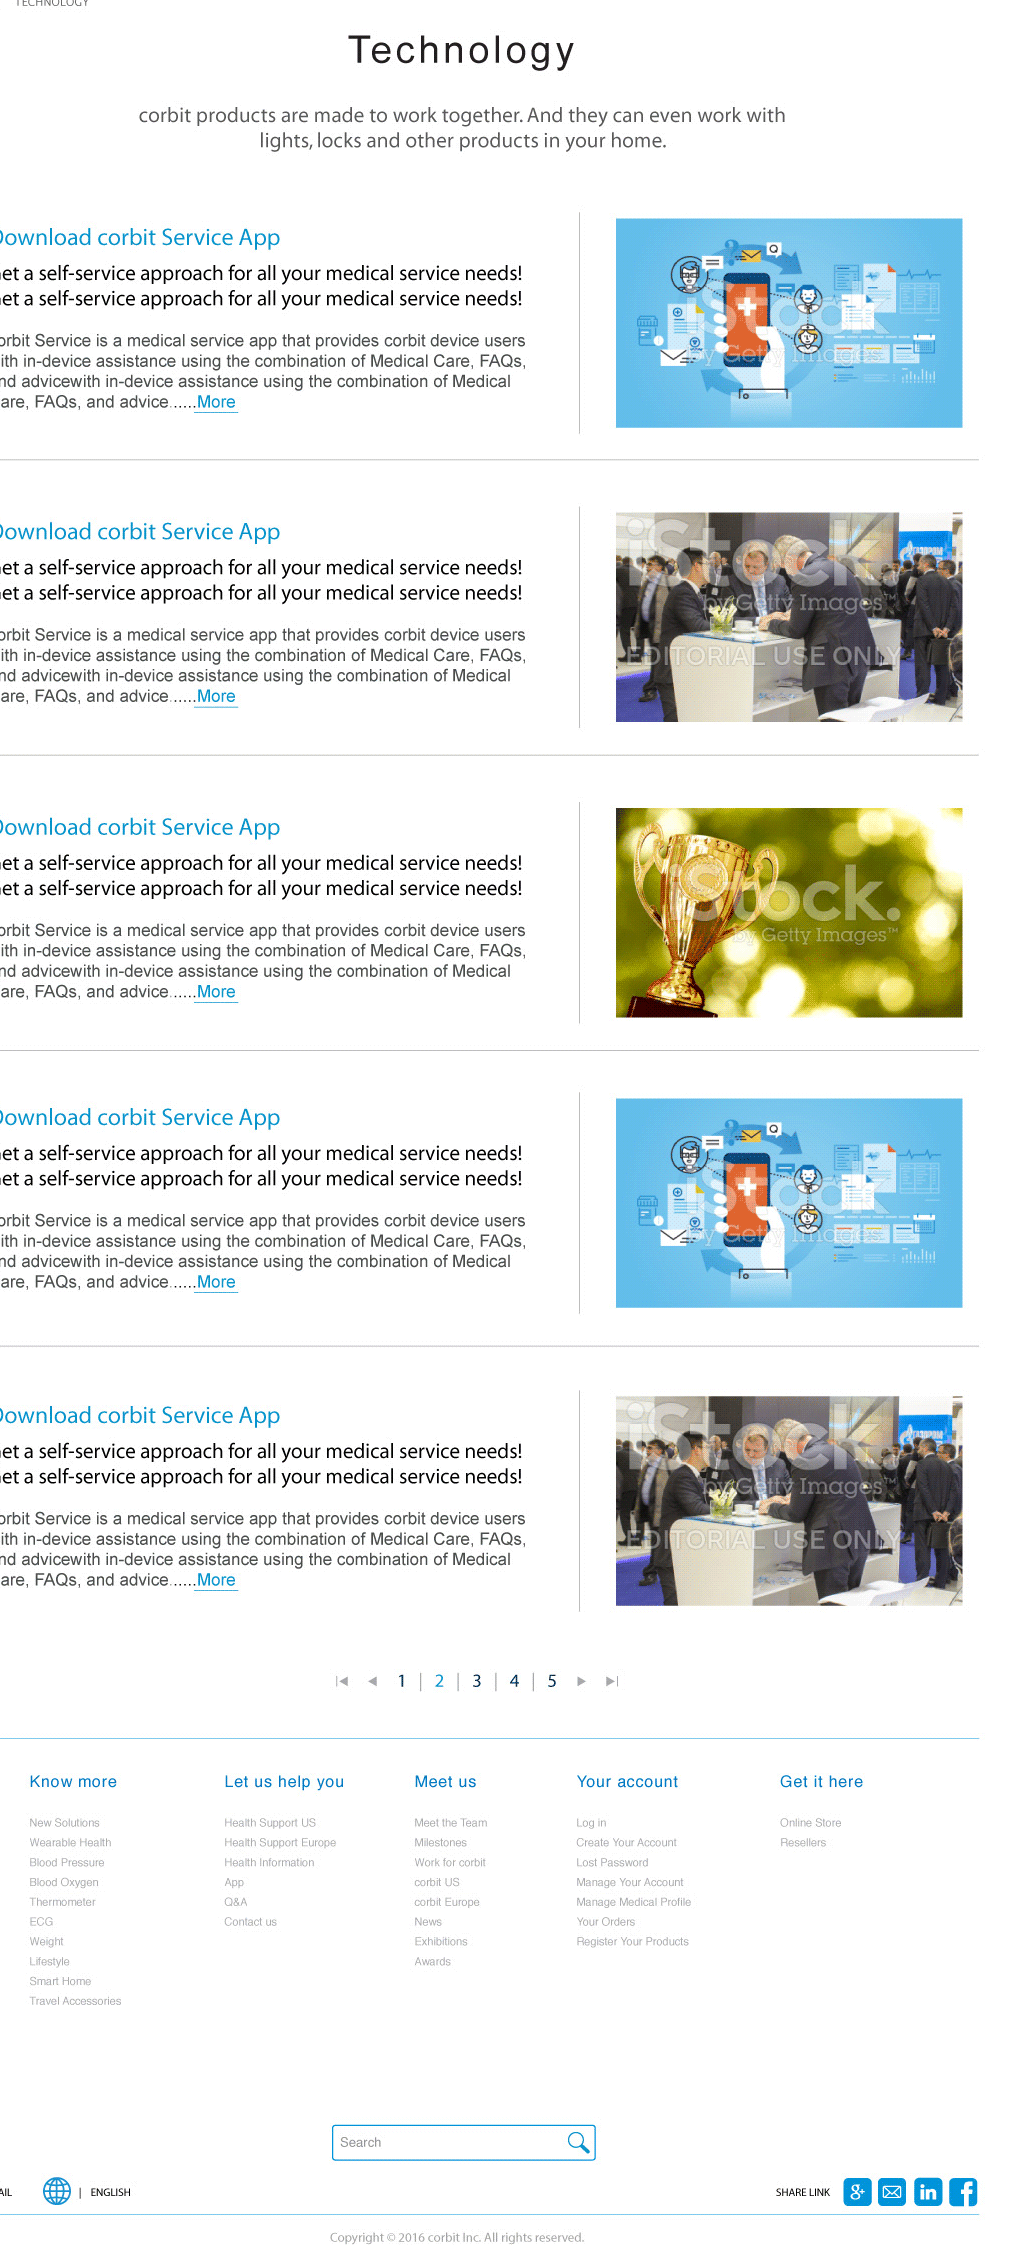 TECHNOLOGY
Technology
corbit products are made to work together. And they can even work with
lights, locks and other products in your home.
Download corbit Service App
et a self-service approach for all your medical service needs!
et a self-service approach for all your medical service needs!
orbit Service is a medical service app that provides corbit device users
ith in-device assistance using the combination of Medical Care, FAQs,
nd advicewith in-device assistance using the combination of Medical
are, FAQs, and advice......More
iStock
by Getty Images
Download corbit Service App
et a self-service approach for all your medical service needs!
et a self-service approach for all your medical service needs!
orbit Service is a medical service app that provides corbit device users
ith in-device assistance using the combination of Medical Care, FAQs,
nd advicewith in-device assistance using the combination of Medical
are, FAQs, and advice......More
iStock.
by Getty Images™
EDITORIAL USE ONLY
ГАЗПРОМ
Download corbit Service App
et a self-service approach for all your medical service needs!
et a self-service approach for all your medical service needs!
orbit Service is a medical service app that provides corbit device users
ith in-device assistance using the combination of Medical Care, FAQs,
nd advicewith in-device assistance using the combination of Medical
are, FAQs, and advice......More
iStock.
by Getty Images™
Download corbit Service App
et a self-service approach for all your medical service needs!
et a self-service approach for all your medical service needs!
orbit Service is a medical service app that provides corbit device users
ith in-device assistance using the combination of Medical Care, FAQs,
nd advicewith in-device assistance using the combination of Medical
are, FAQs, and advice......More
iStock
by Getty Images
Download corbit Service App
et a self-service approach for all your medical service needs!
et a self-service approach for all your medical service needs!
orbit Service is a medical service app that provides corbit device users
ith in-device assistance using the combination of Medical Care, FAQs,
nd advicewith in-device assistance using the combination of Medical
are, FAQs, and advice......More
iStock.
by Getty Images™
EDITORIAL USE ONLY
ГАЗПРОМ
1 | 2 | 3 | 4 | 5
Know more
New Solutions
Wearable Health
Blood Pressure
Blood Oxygen
Thermometer
ECG
Weight
Lifestyle
Smart Home
Travel Accessories
Let us help you
Health Support US
Health Support Europe
Health Information
App
Q&A
Contact us
Meet us
Meet the Team
Milestones
Work for corbit
corbit US
corbit Europe
News
Exhibitions
Awards
Your account
Log in
Create Your Account
Lost Password
Manage Your Account
Manage Medical Profile
Your Orders
Register Your Products
Get it here
Online Store
Resellers
Search
AIL
| ENGLISH
SHARE LINK
Copyright © 2016 corbit Inc. All rights reserved.